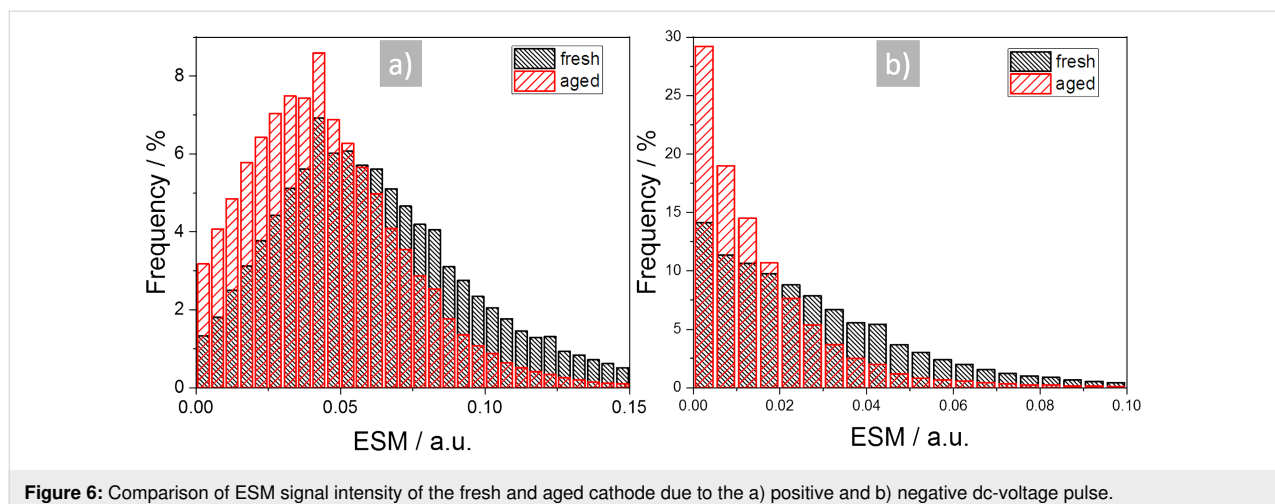 a)
fresh
aged
8
6
4
2
0
Frequency / %
0.00
0.05
0.10
0.15
ESM / a.u.
b)
fresh
aged
30
25
20
15
10
5
0
Frequency / %
0.00
0.02
0.04
0.06
0.08
0.10
ESM / a.u.
Figure 6: Comparison of ESM signal intensity of the fresh and aged cathode due to the a) positive and b) negative dc-voltage pulse.